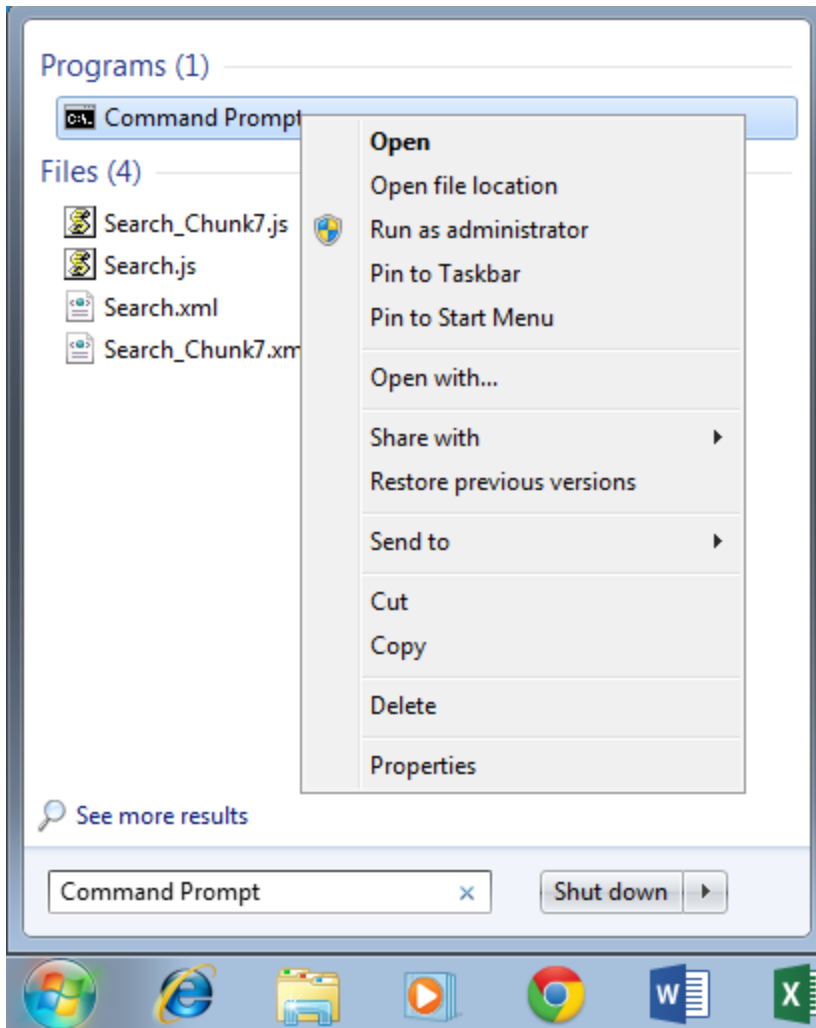 Programs (1)
C:\.
Command Prompt
Files (4)
Search_Chunk7.js
Search.js
Search.xml
Search_Chunk7.xm
Open
Open file location
Run as administrator
Pin to Taskbar
Pin to Start Menu
Open with...
Share with
Restore previous versions
Send to
Cut
Copy
Delete
Properties
See more results
Command Prompt
Shut down
W
X